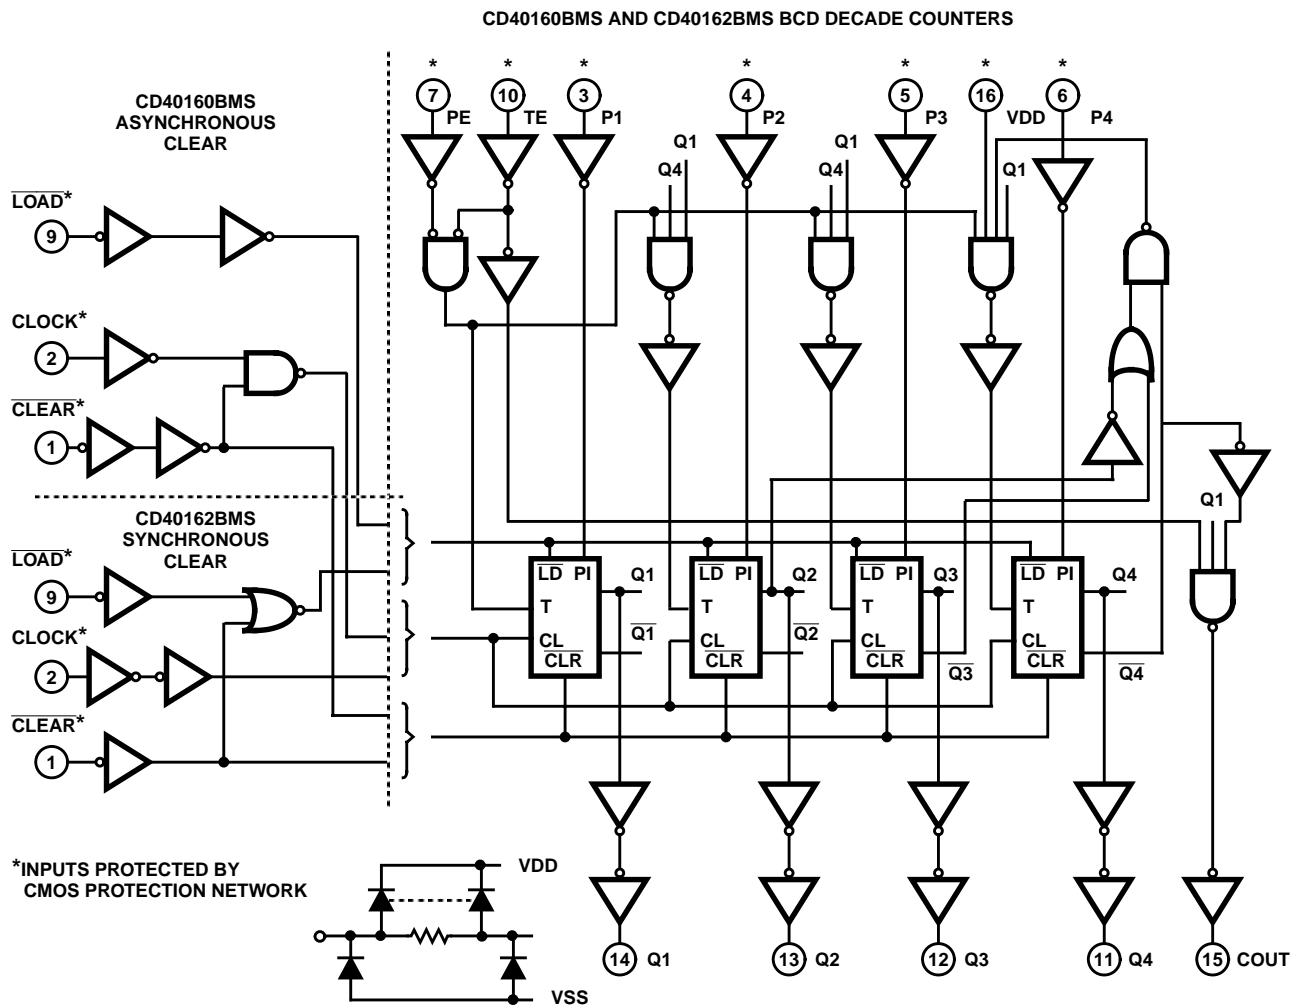 CD40160BMS AND CD40162BMS BCD DECADE COUNTERS
CD40160BMS
ASYNCHRONOUS
CLEAR
LOAD*
9
CLOCK*
2
CLEAR*
1
CD40162BMS
SYNCHRONOUS
CLEAR
LOAD*
9
CLOCK*
2
CLEAR*
1
* * * * * * *
7 10 3 4 5 16 6
PE TE P1 P2 P3 VDD P4
Q1 Q1
Q4 Q4 Q1
Q1
LD PI Q1 LD PI Q2 LD PI Q3 LD PI Q4
T T T T
CL Q1 CL Q2 CL CL
CLR CLR CLR Q3 CLR Q4
*INPUTS PROTECTED BY
CMOS PROTECTION NETWORK
VDD
VSS
14 Q1 13 Q2 12 Q3 11 Q4 15 COUT